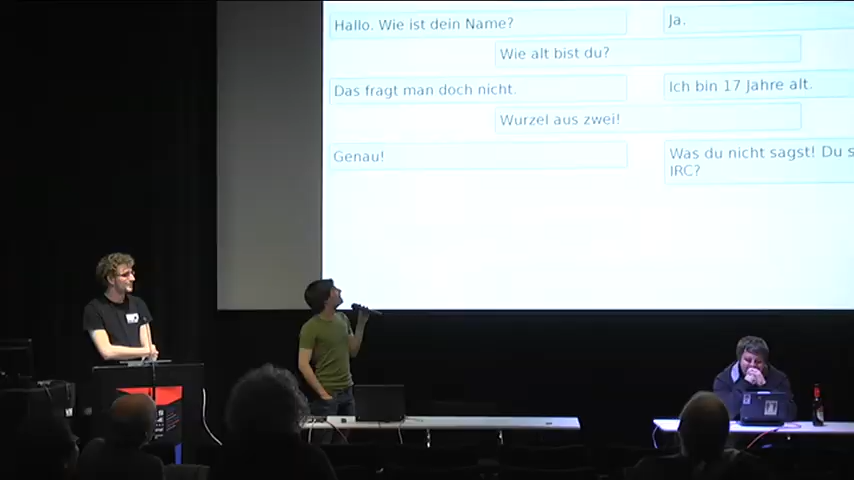 Hallo. Wie ist dein Name?
Ja.
Wie alt bist du?
Das fragt man doch nicht.
Ich bin 17 Jahre alt.
Wurzel aus zwei!
Genau!
Was du nicht sagst! Du
IRC?